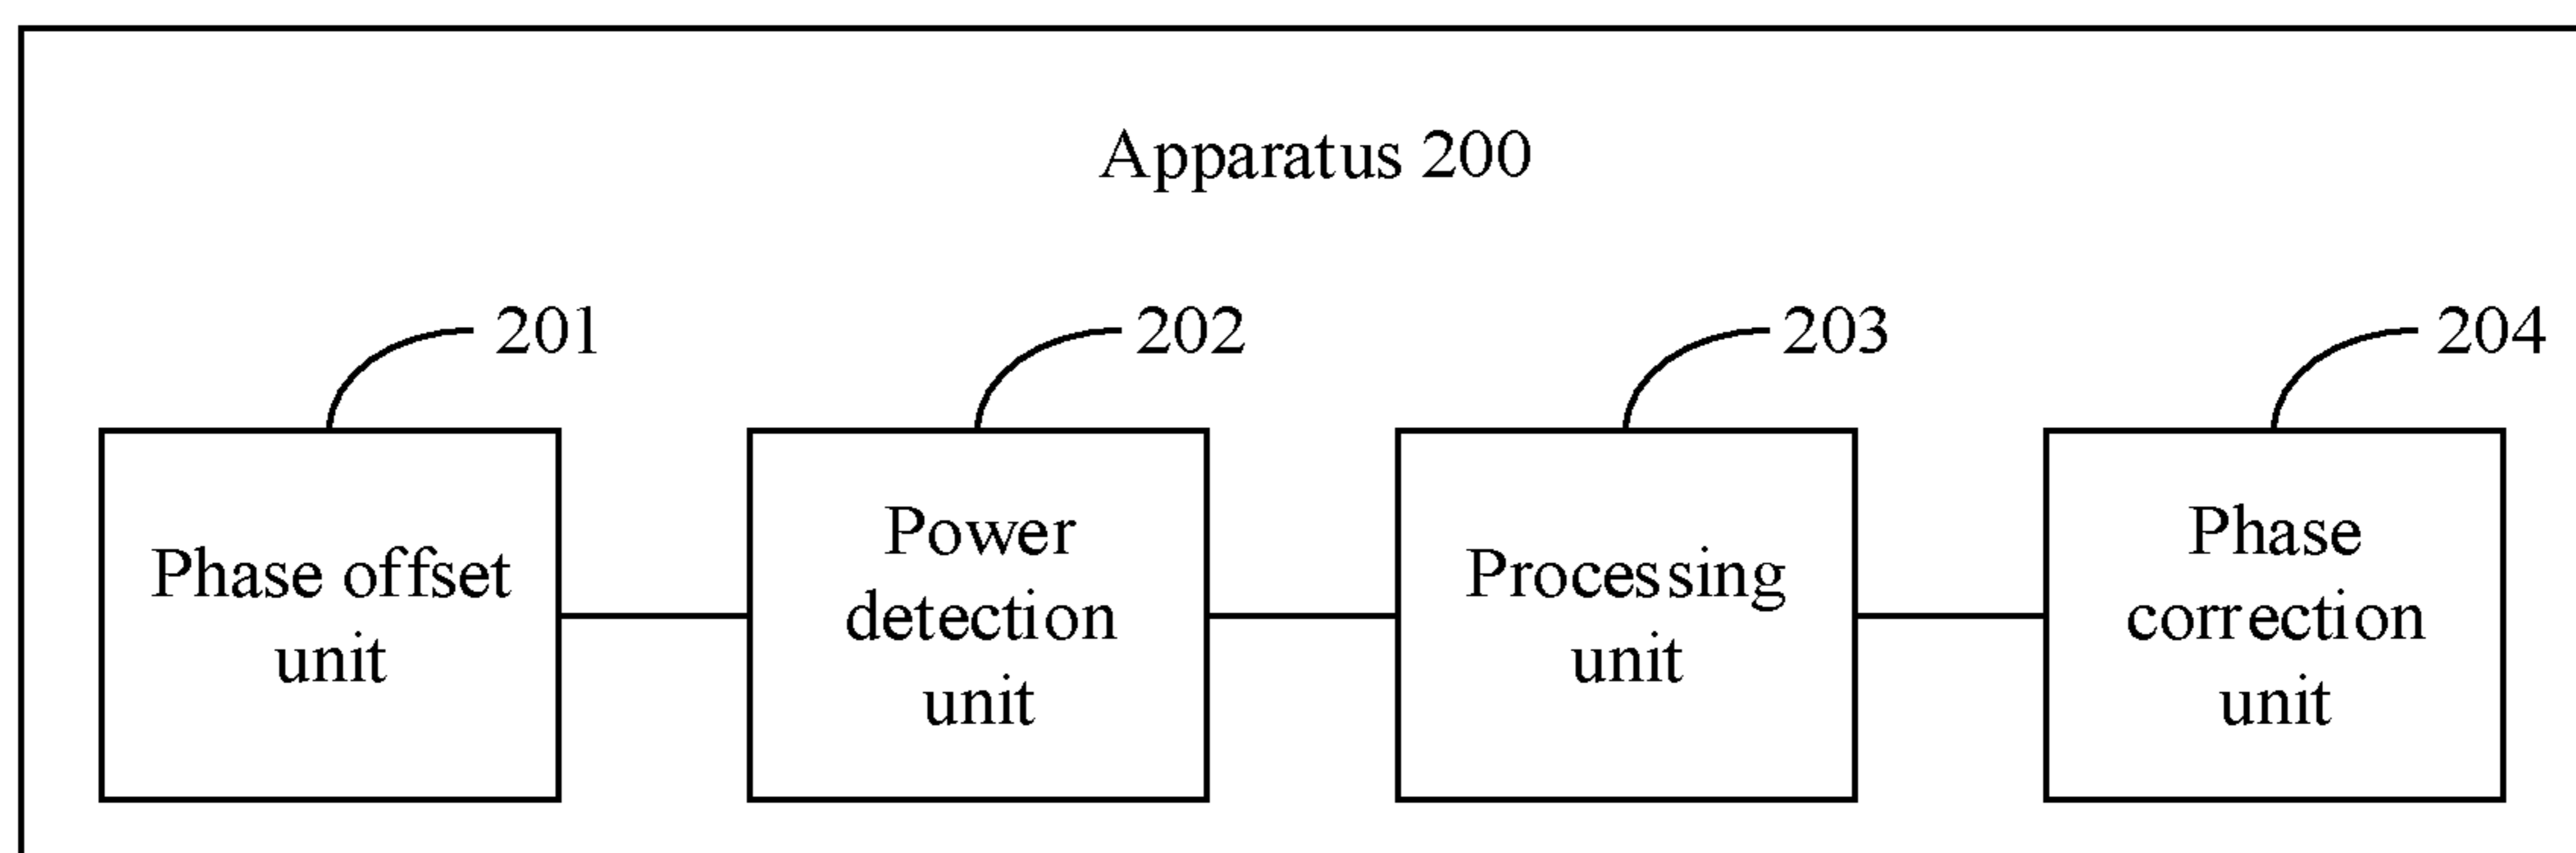 Apparatus 200
201
202
203
204
Phase offset
unit
Power
detection
unit
Processing
unit
Phase
correction
unit